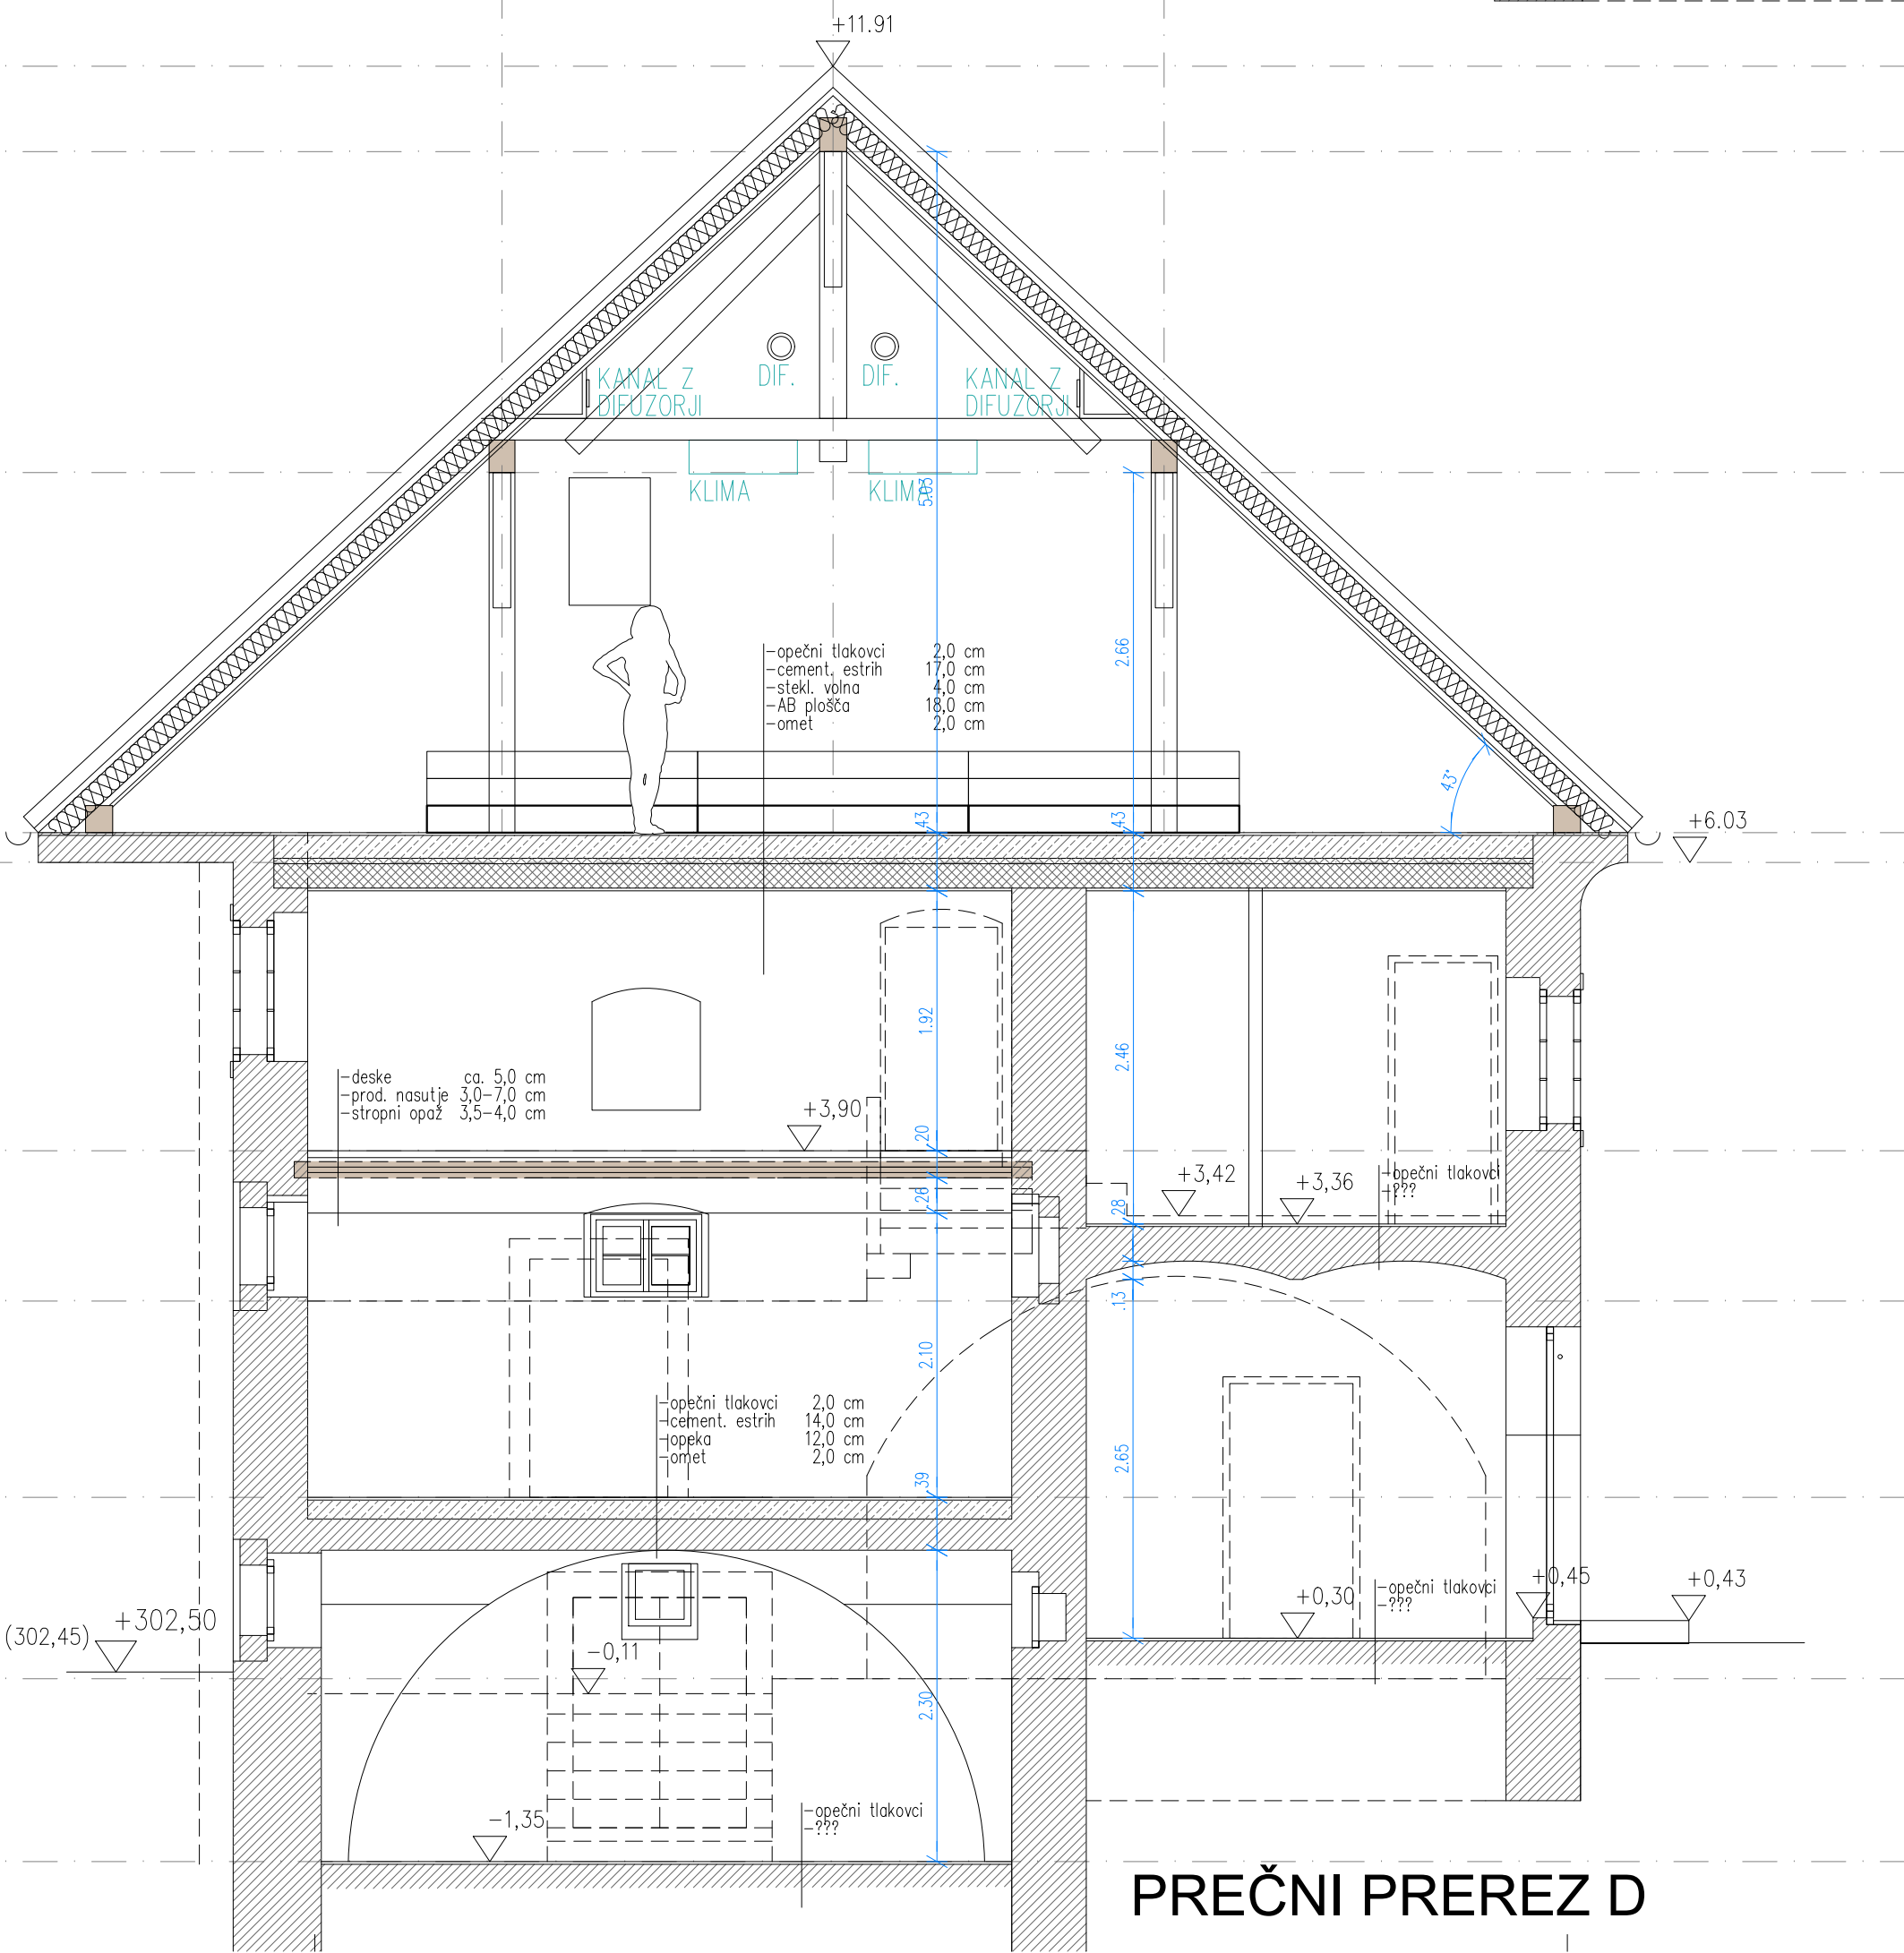 +11.91
KANAL Z
DIFUZORJI
DIF.
DIF.
KANAL Z
DIFUZORJI
KLIMA
KLIMA
5.03
-opečni tlakovci 2,0 cm
-cement. estrih 17,0 cm
-stekl. volna 4,0 cm
-AB plošča 18,0 cm
-omet 2,0 cm
2.66
43°
43
43
+6.03
1.92
2.46
-deske ca. 5,0 cm
-prod. nasutje 3,0-7,0 cm
-stropni opaž 3,5-4,0 cm
+3,90
20
26
+3,42
+3,36
28
-opečni tlakovci
-???
.13
2.10
2.65
-opečni tlakovci 2,0 cm
-cement. estrih 14,0 cm
-opeka 12,0 cm
-omet 2,0 cm
39
+0,30
-opečni tlakovci
-???
+0,45
+0,43
(302,45)
+302,50
-0,11
2.30
-1,35
-opečni tlakovci
-???
PREČNI PREREZ D